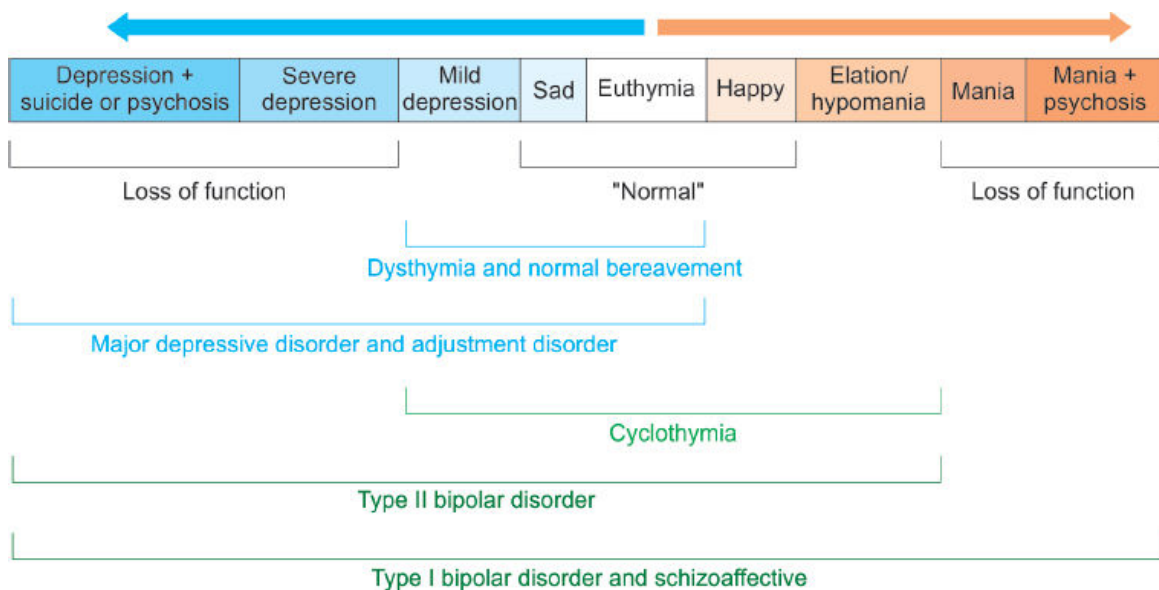 Depression +
suicide or psychosis
Severe
depression
Mild
depression
Sad
Euthymia
Happy
Elation/
hypomania
Mania
Mania +
psychosis
Loss of function
"Normal"
Loss of function
Dysthymia and normal bereavement
Major depressive disorder and adjustment disorder
Cyclothymia
Type II bipolar disorder
Type I bipolar disorder and schizoaffective